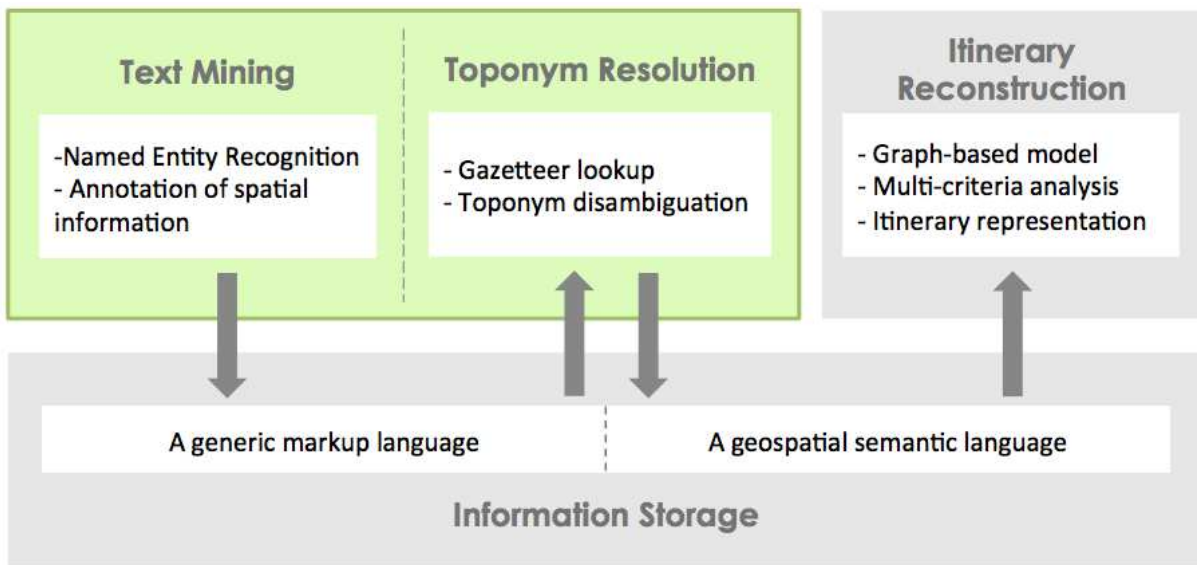 Text Mining
-Named Entity Recognition
- Annotation of spatial
information
Toponym Resolution
- Gazetteer lookup
- Toponym disambiguation
Itinerary
Reconstruction
- Graph-based model
- Multi-criteria analysis
- Itinerary representation
A generic markup language
A geospatial semantic language
Information Storage